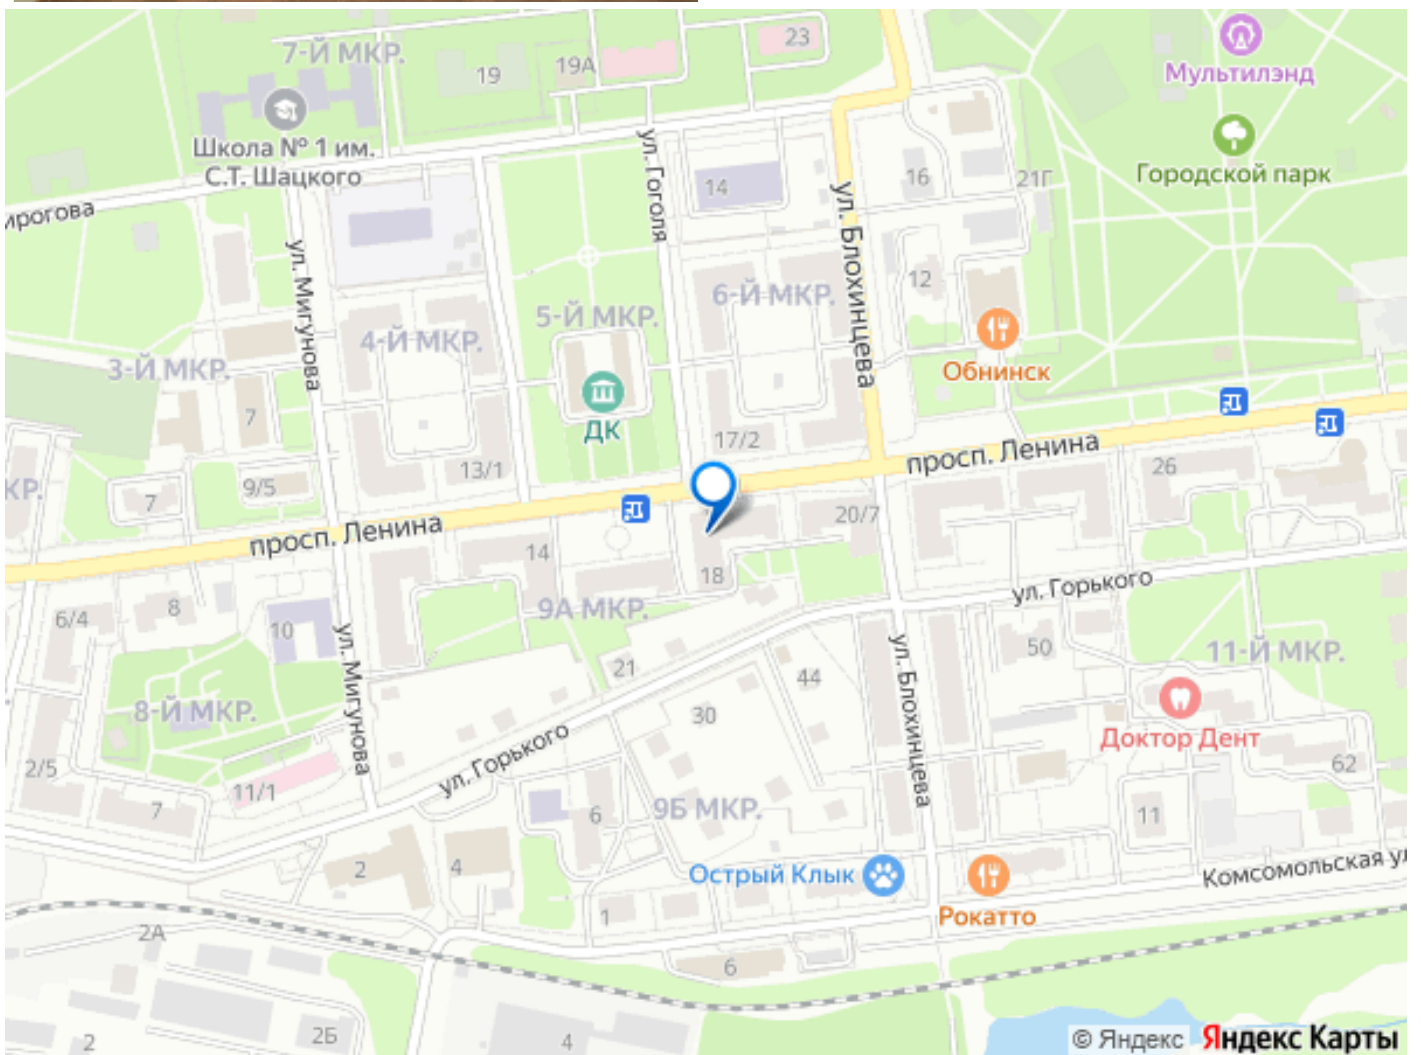 7-Й МКР.
19
19А
23
Мультилэнд
Школа № 1 им.
С.Т. Шацкого
ул. Гоголя
14
16
21Г
Городской парк
ирогова
ул. Мигунова
ул. Блохинцева
12
6-Й МКР.
5-Й МКР.
4-Й МКР.
3-Й МКР.
Обнинск
7
ДК
17/2
13/1
просп. Ленина
26
КР.
7
9/5
20/7
просп. Ленина
14
18
ул. Горького
6/4
8
9А МКР.
10
ул. Мигунова
21
44
ул. Блохинцева
50
11-Й МКР.
8-Й МКР.
30
Доктор Дент
2/5
11/1
ул. Горького
62
7
6
9Б МКР.
11
2
4
Острый Клык
Комсомольская ул
1
Рокатто
2А
6
2
2Б
4
© Яндекс Яндекс Карты